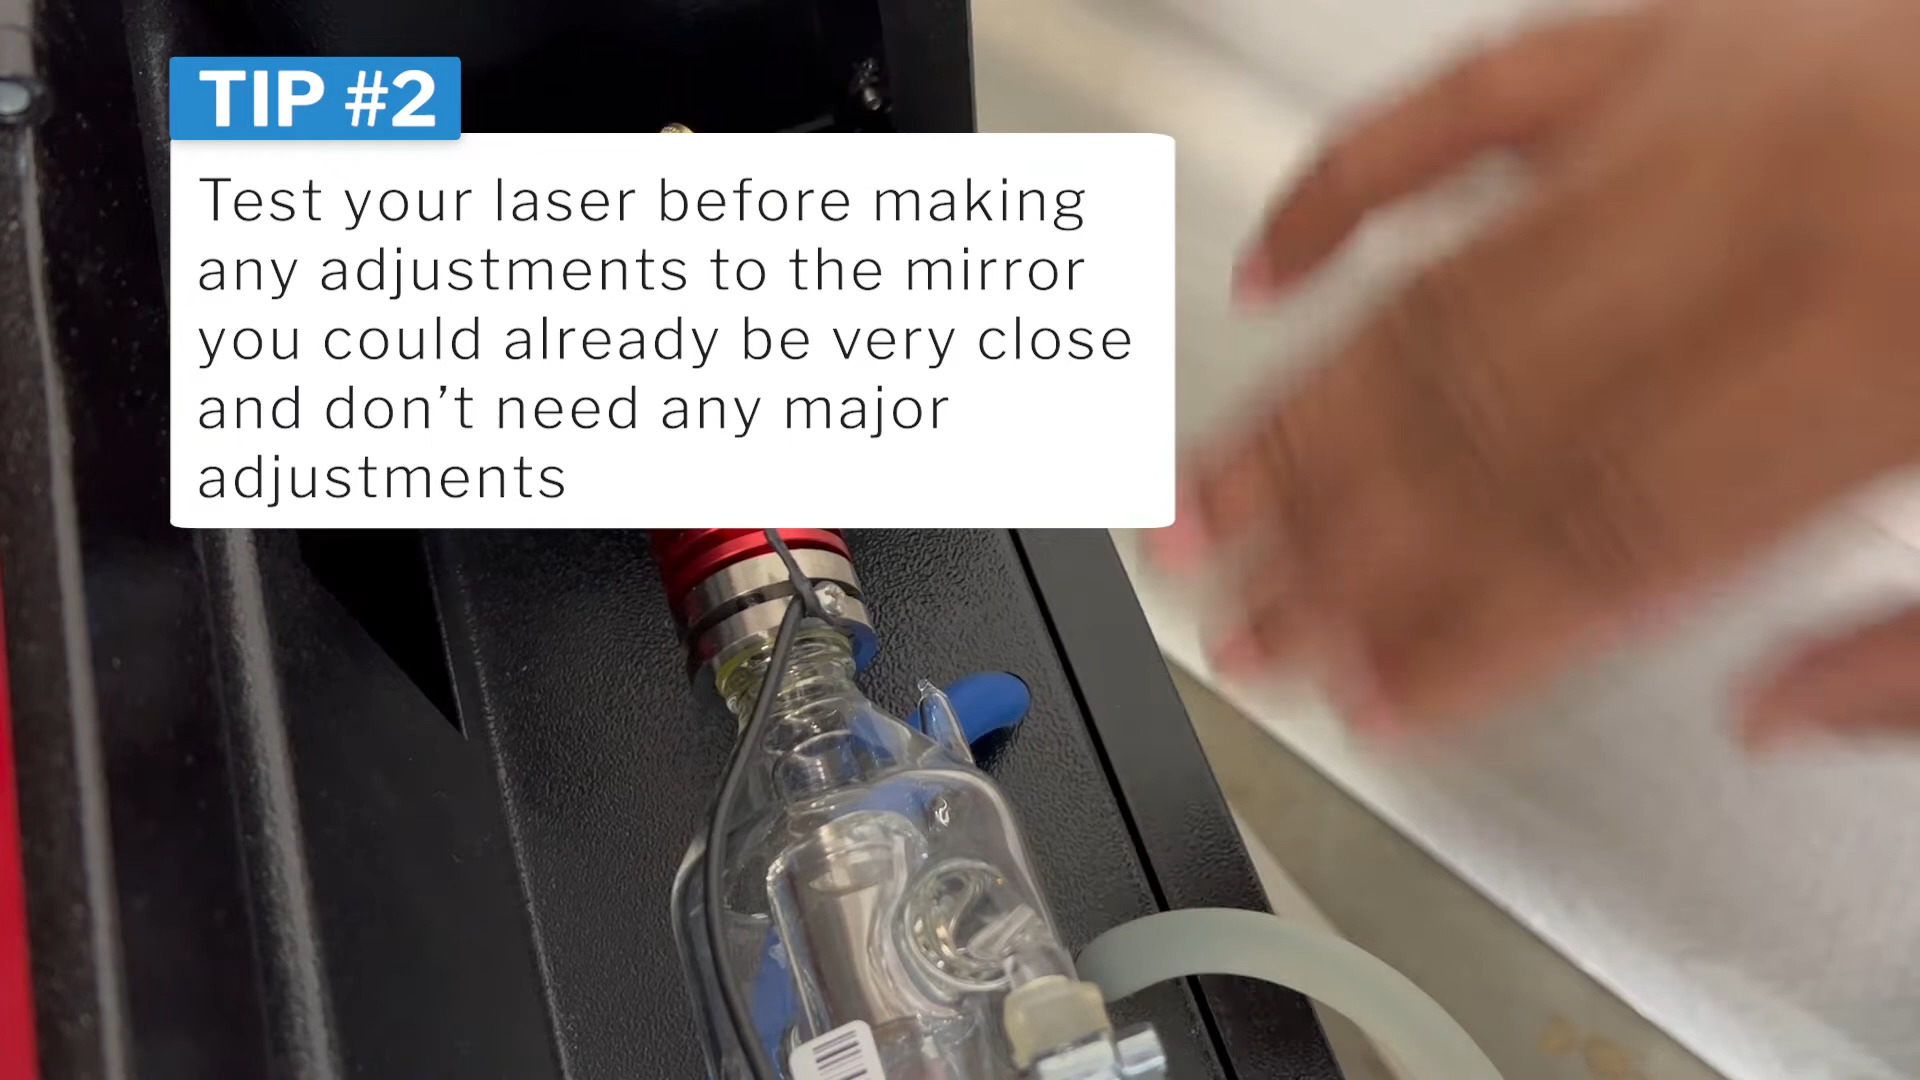 TIP #2
Test your laser before making
any adjustments to the mirror
you could already be very close
and don’t need any major
adjustments